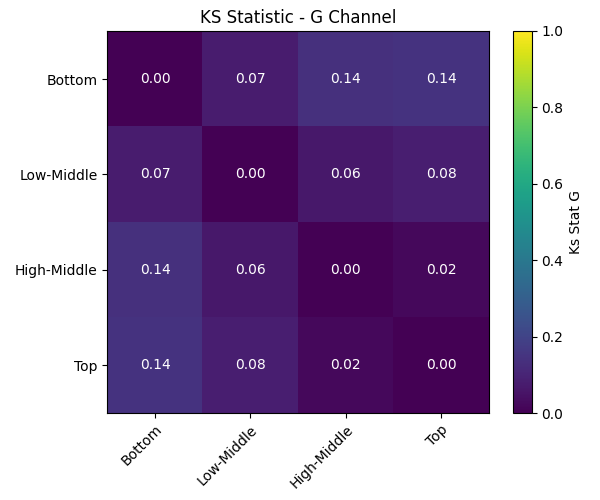 KS Statistic - G Channel
Bottom 0.00 0.07 0.14 0.14
Low-Middle 0.07 0.00 0.06 0.08
High-Middle 0.14 0.06 0.00 0.02
Top 0.14 0.08 0.02 0.00
Bottom Low-Middle High-Middle Top
1.0
0.8
0.6
0.4
0.2
0.0
Ks Stat G